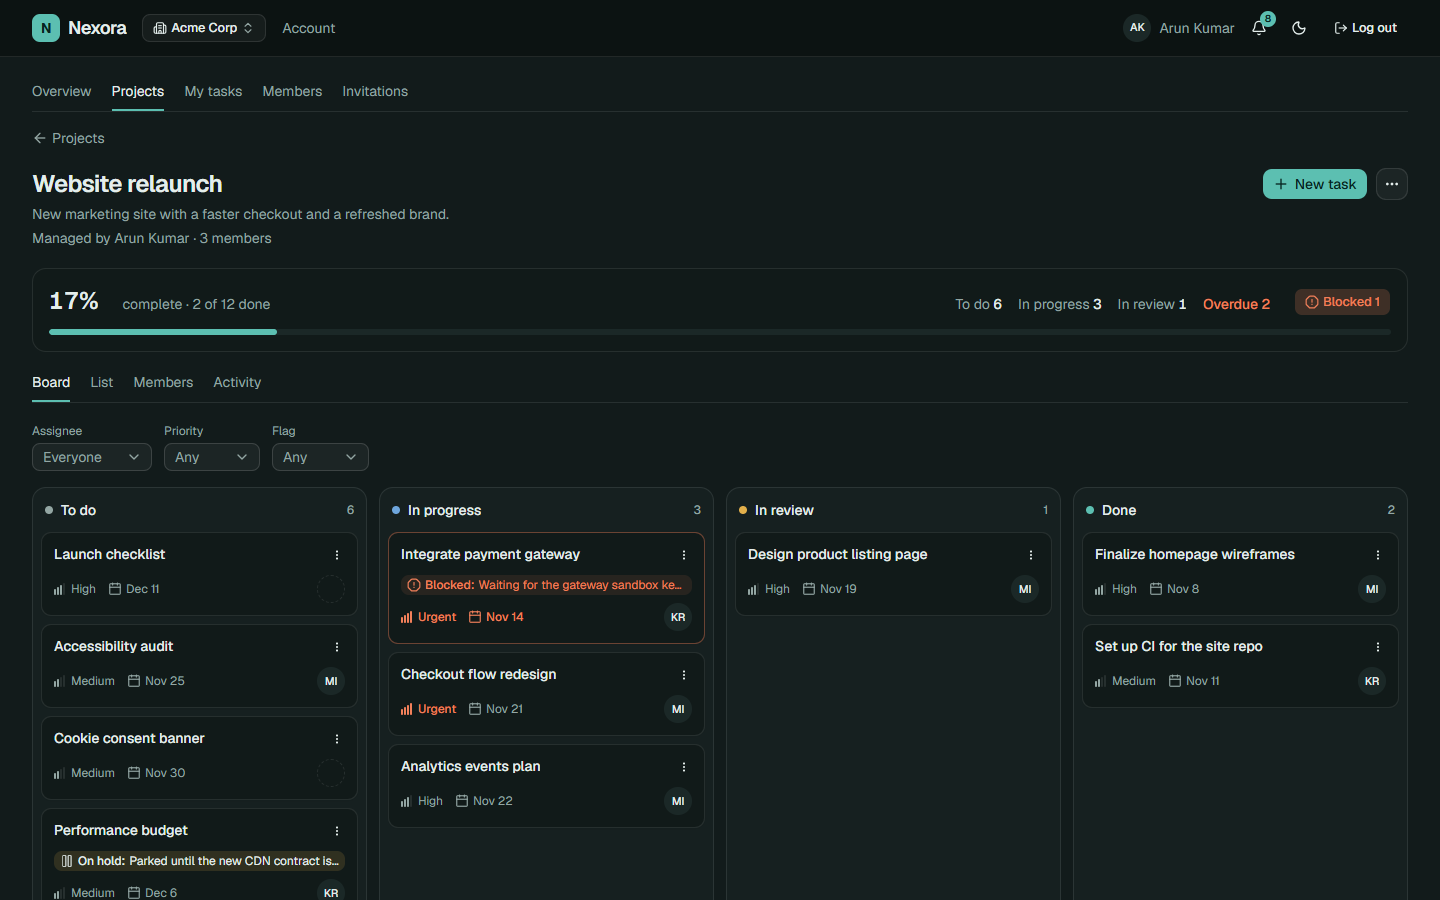 N Nexora Acme Corp Account AK Arun Kumar 8 Log out
Overview Projects My tasks Members Invitations
Projects
Website relaunch
New task
New marketing site with a faster checkout and a refreshed brand.
Managed by Arun Kumar · 3 members
17% complete · 2 of 12 done To do 6 In progress 3 In review 1 Overdue 2 Blocked 1
Board List Members Activity
Assignee Priority Flag
Everyone Any Any
To do 6
Launch checklist
High Dec 11
Accessibility audit
Medium Nov 25 MI
Cookie consent banner
Medium Nov 30
Performance budget
On hold: Parked until the new CDN contract is...
Medium Dec 6 KR
In progress 3
Integrate payment gateway
Blocked: Waiting for the gateway sandbox ke...
Urgent Nov 14 KR
Checkout flow redesign
Urgent Nov 21 MI
Analytics events plan
High Nov 22 MI
In review 1
Design product listing page
High Nov 19 MI
Done 2
Finalize homepage wireframes
High Nov 8 MI
Set up CI for the site repo
Medium Nov 11 KR